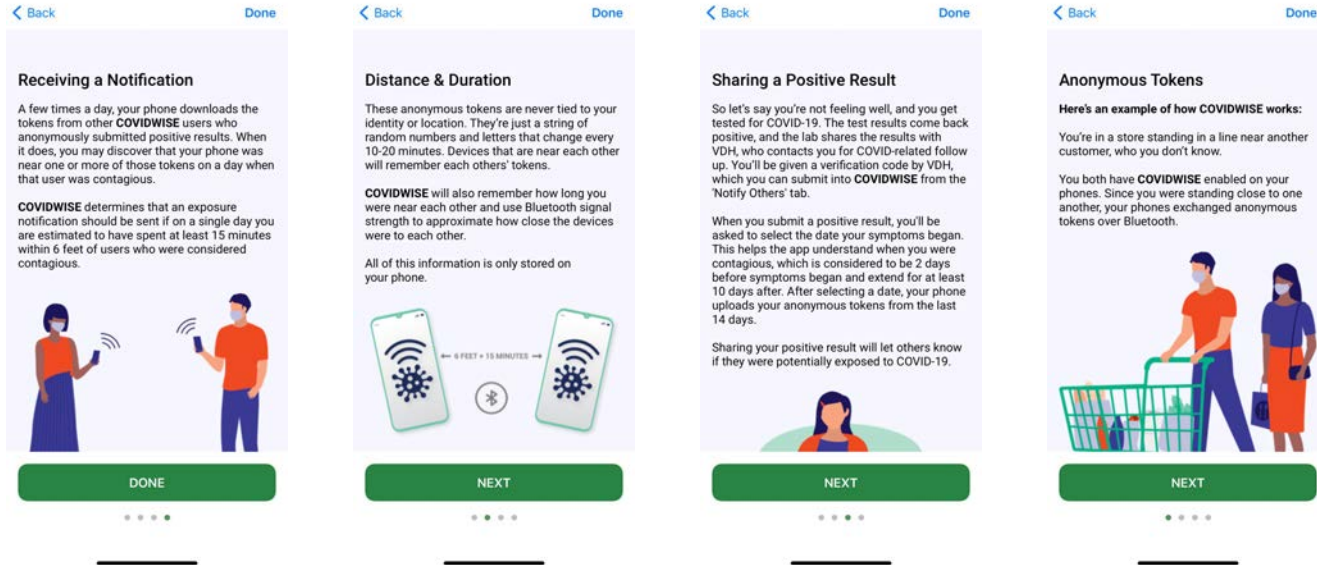 Back Done
Receiving a Notification
A few times a day, your phone downloads the
tokens from other COVIDWISE users who
anonymously submitted positive results. When
it does, you may discover that your phone was
near one or more of those tokens on a day when
that user was contagious.
COVIDWISE determines that an exposure
notification should be sent if on a single day you
are estimated to have spent at least 15 minutes
within 6 feet of users who were considered
contagious.
DONE
Back Done
Distance & Duration
These anonymous tokens are never tied to your
identity or location. They're just a string of
random numbers and letters that change every
10-20 minutes. Devices that are near each other
will remember each others' tokens.
COVIDWISE will also remember how long you
were near each other and use Bluetooth signal
strength to approximate how close the devices
were to each other.
All of this information is only stored on
your phone.
6 FEET + 15 MINUTES
NEXT
Back Done
Sharing a Positive Result
So let's say you're not feeling well, and you get
tested for COVID-19. The test results come back
positive, and the lab shares the results with
VDH, who contacts you for COVID-related follow
up. You'll be given a verification code by VDH,
which you can submit into COVIDWISE from the
'Notify Others' tab.
When you submit a positive result, you'll be
asked to select the date your symptoms began.
This helps the app understand when you were
contagious, which is considered to be 2 days
before symptoms began and extend for at least
10 days after. After selecting a date, your phone
uploads your anonymous tokens from the last
14 days.
Sharing your positive result will let others know
if they were potentially exposed to COVID-19.
NEXT
Back Done
Anonymous Tokens
Here's an example of how COVIDWISE works:
You're in a store standing in a line near another
customer, who you don't know.
You both have COVIDWISE enabled on your
phones. Since you were standing close to one
another, your phones exchanged anonymous
tokens over Bluetooth.
NEXT